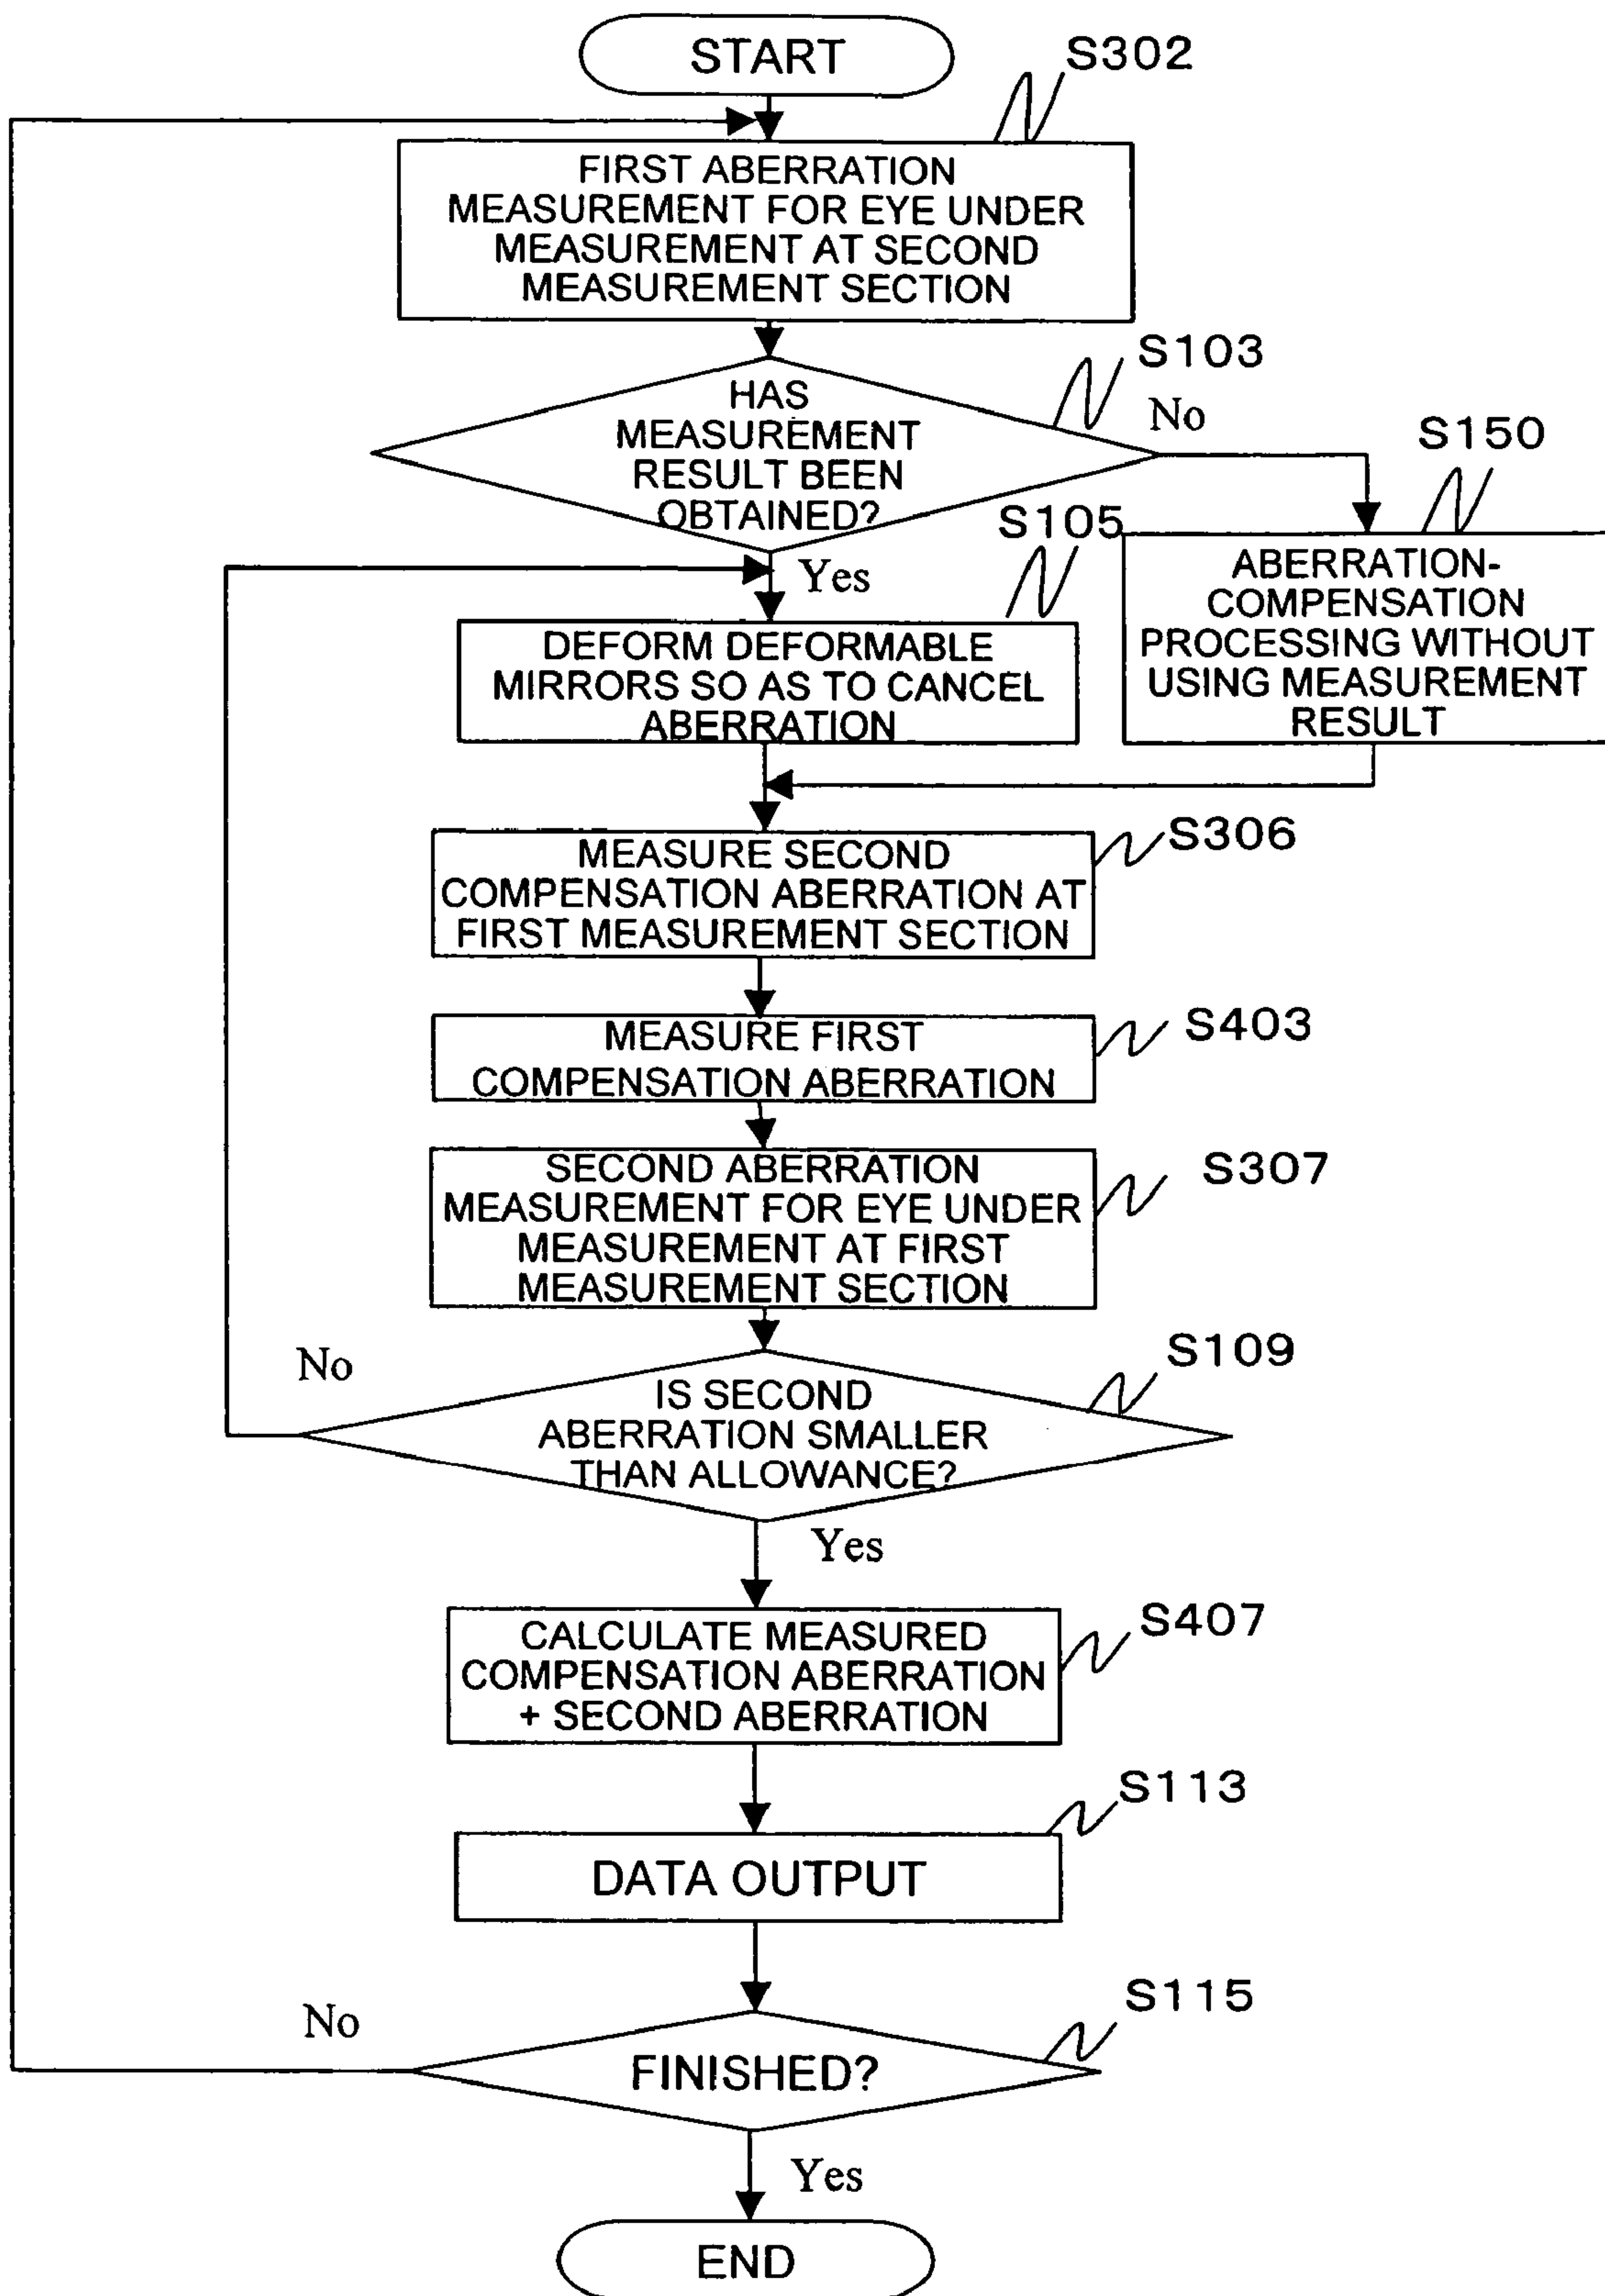 START
S302
FIRST ABERRATION
MEASUREMENT FOR EYE UNDER
MEASUREMENT AT SECOND
MEASUREMENT SECTION
S103
HAS
MEASUREMENT
RESULT BEEN
OBTAINED?
No
S150
ABERRATION-
COMPENSATION
PROCESSING WITHOUT
USING MEASUREMENT
RESULT
Yes
S105
DEFORM DEFORMABLE
MIRRORS SO AS TO CANCEL
ABERRATION
S306
MEASURE SECOND
COMPENSATION ABERRATION AT
FIRST MEASUREMENT SECTION
S403
MEASURE FIRST
COMPENSATION ABERRATION
S307
SECOND ABERRATION
MEASUREMENT FOR EYE UNDER
MEASUREMENT AT FIRST
MEASUREMENT SECTION
S109
No
IS SECOND
ABERRATION SMALLER
THAN ALLOWANCE?
Yes
S407
CALCULATE MEASURED
COMPENSATION ABERRATION
+ SECOND ABERRATION
S113
DATA OUTPUT
S115
No
FINISHED?
Yes
END